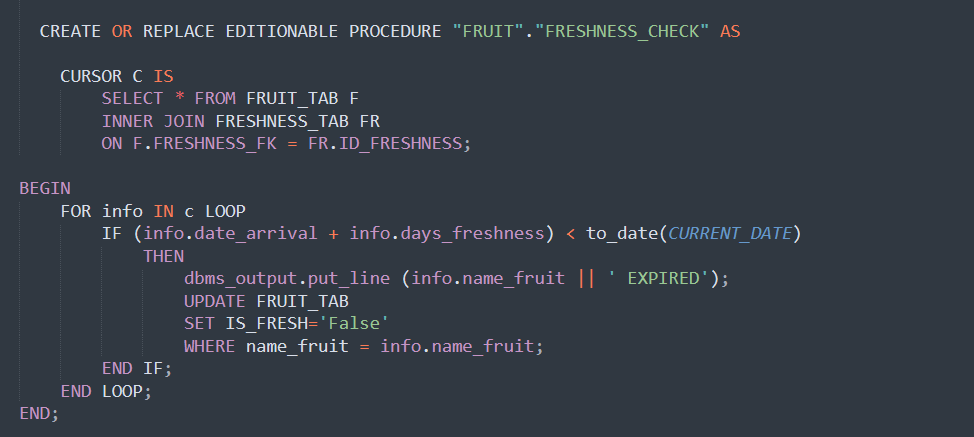 CREATE OR REPLACE EDITIONABLE PROCEDURE "FRUIT"."FRESHNESS_CHECK" AS
CURSOR C IS
SELECT * FROM FRUIT_TAB F
INNER JOIN FRESHNESS_TAB FR
ON F.FRESHNESS_FK = FR.ID_FRESHNESS;
BEGIN
FOR info IN c LOOP
IF (info.date_arrival + info.days_freshness) < to_date(CURRENT_DATE)
THEN
dbms_output.put_line (info.name_fruit || ' EXPIRED');
UPDATE FRUIT_TAB
SET IS_FRESH='False'
WHERE name_fruit = info.name_fruit;
END IF;
END LOOP;
END;